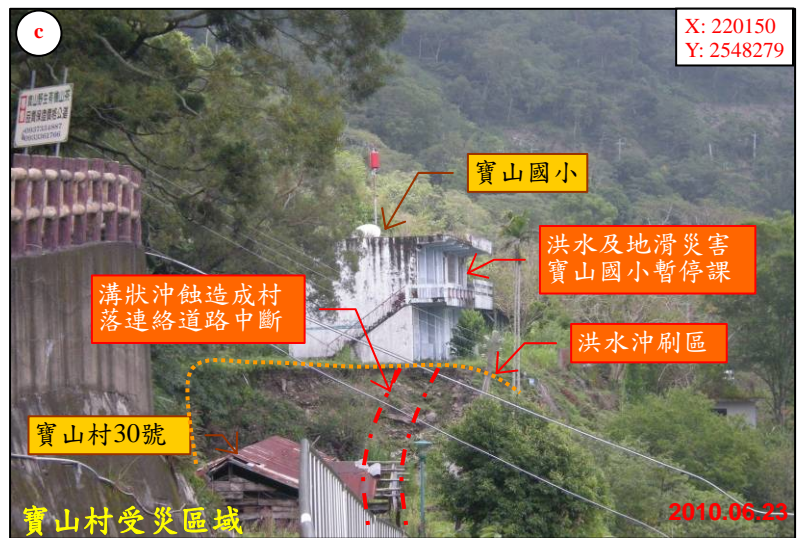 c
X: 220150
Y: 2548279
寶山國小
洪水及地滑災害
寶山國小暫停課
溝狀沖蝕造成村
落連絡道路中斷
洪水沖刷區
寶山村30號
寶山村受災區域
2010.06.23